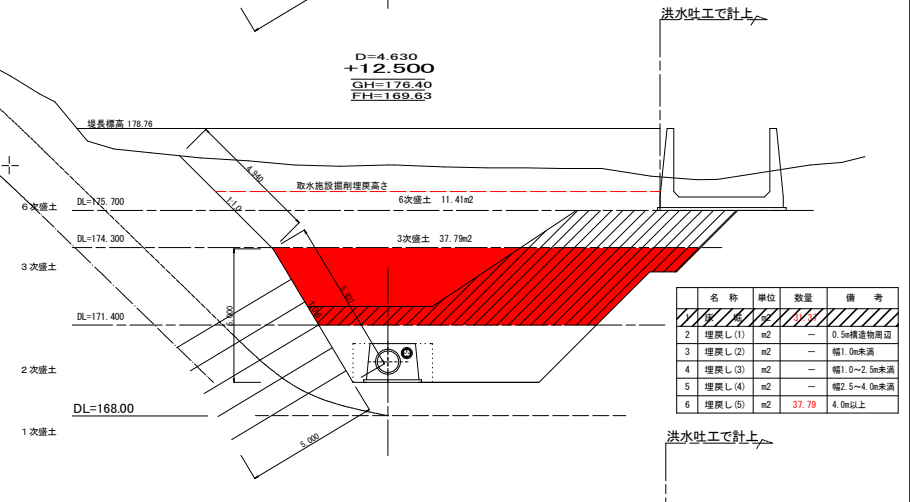 洪水吐工で計上
D=4.630
+12.500
GH=176.40
FH=169.63
堤長標高 178.76
4.940
取水施設掘削埋戻高さ
1:1.0
6次盛土 11.41m2
6次盛土
DL=175.700
DL=174.300
3次盛土 37.79m2
3次盛土
5.000
DL=171.400
2次盛土
DL=168.00
1次盛土
5.000
名 称 単位 数量 備 考
1 床 掘 m2 31.37
2 埋戻し(1) m2 － 0.5m構造物周辺
3 埋戻し(2) m2 － 幅1.0m未満
4 埋戻し(3) m2 － 幅1.0～2.5m未満
5 埋戻し(4) m2 － 幅2.5～4.0m未満
6 埋戻し(5) m2 37.79 4.0m以上
洪水吐工で計上